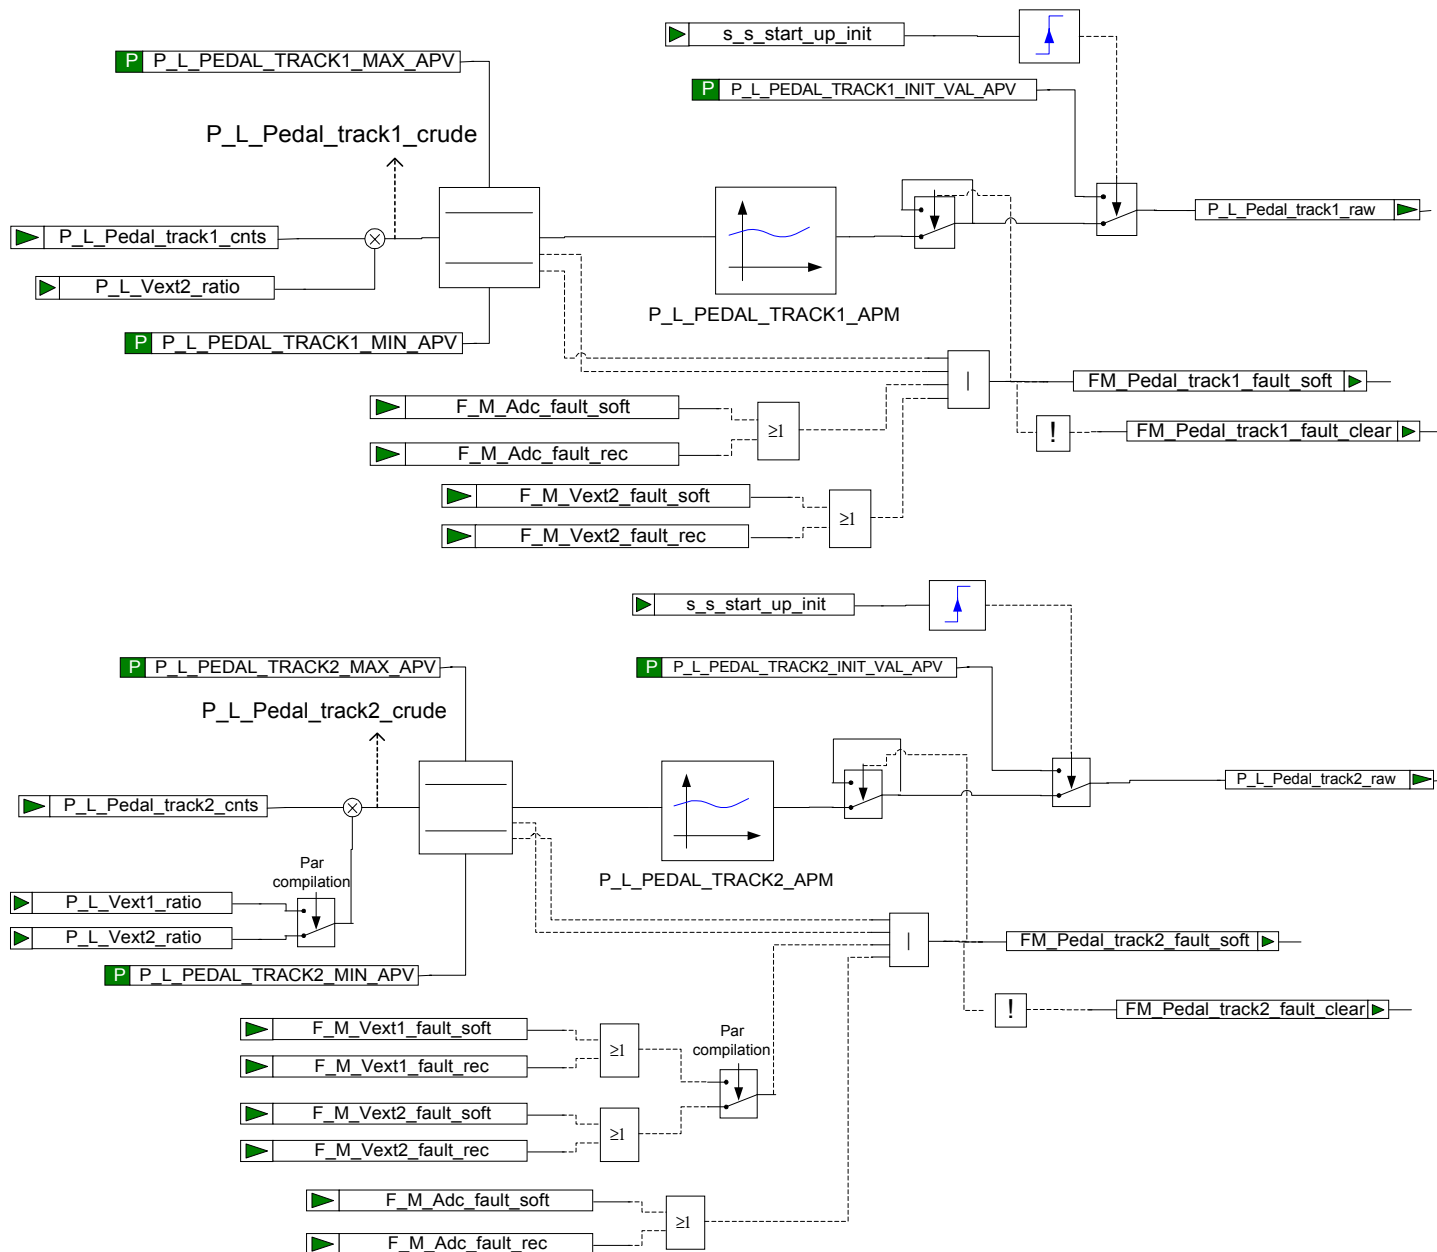 s_s_start_up_init
P P_L_PEDAL_TRACK1_MAX_APV
P P_L_PEDAL_TRACK1_INIT_VAL_APV
P_L_Pedal_track1_crude
P_L_Pedal_track1_raw
P_L_Pedal_track1_cnts
P_L_Vext2_ratio
P_L_PEDAL_TRACK1_APM
P P_L_PEDAL_TRACK1_MIN_APV
|
FM_Pedal_track1_fault_soft
F_M_Adc_fault_soft
≥1
F_M_Adc_fault_rec
!
FM_Pedal_track1_fault_clear
F_M_Vext2_fault_soft
≥1
F_M_Vext2_fault_rec
s_s_start_up_init
P P_L_PEDAL_TRACK2_MAX_APV
P P_L_PEDAL_TRACK2_INIT_VAL_APV
P_L_Pedal_track2_crude
P_L_Pedal_track2_raw
P_L_Pedal_track2_cnts
Par
compilation
P_L_PEDAL_TRACK2_APM
P_L_Vext1_ratio
P_L_Vext2_ratio
|
FM_Pedal_track2_fault_soft
P P_L_PEDAL_TRACK2_MIN_APV
!
FM_Pedal_track2_fault_clear
F_M_Vext1_fault_soft
≥1
F_M_Vext1_fault_rec
Par
compilation
F_M_Vext2_fault_soft
≥1
F_M_Vext2_fault_rec
F_M_Adc_fault_soft
≥1
F_M_Adc_fault_rec